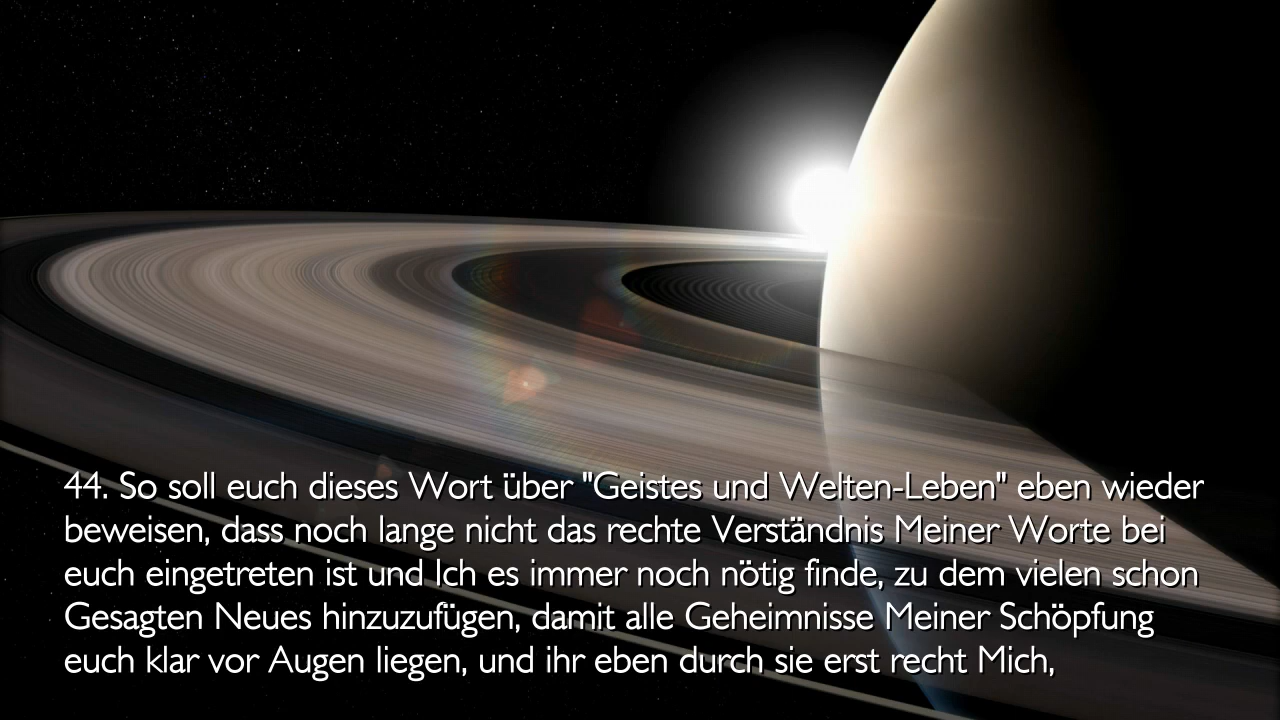 44. So soll euch dieses Wort über "Geistes und Welten-Leben" eben wieder
beweisen, dass noch lange nicht das rechte Verständnis Meiner Worte bei
euch eingetreten ist und Ich es immer noch nötig finde, zu dem vielen schon
Gesagten Neues hinzuzufügen, damit alle Geheimnisse Meiner Schöpfung
euch klar vor Augen liegen, und ihr eben durch sie erst recht Mich,